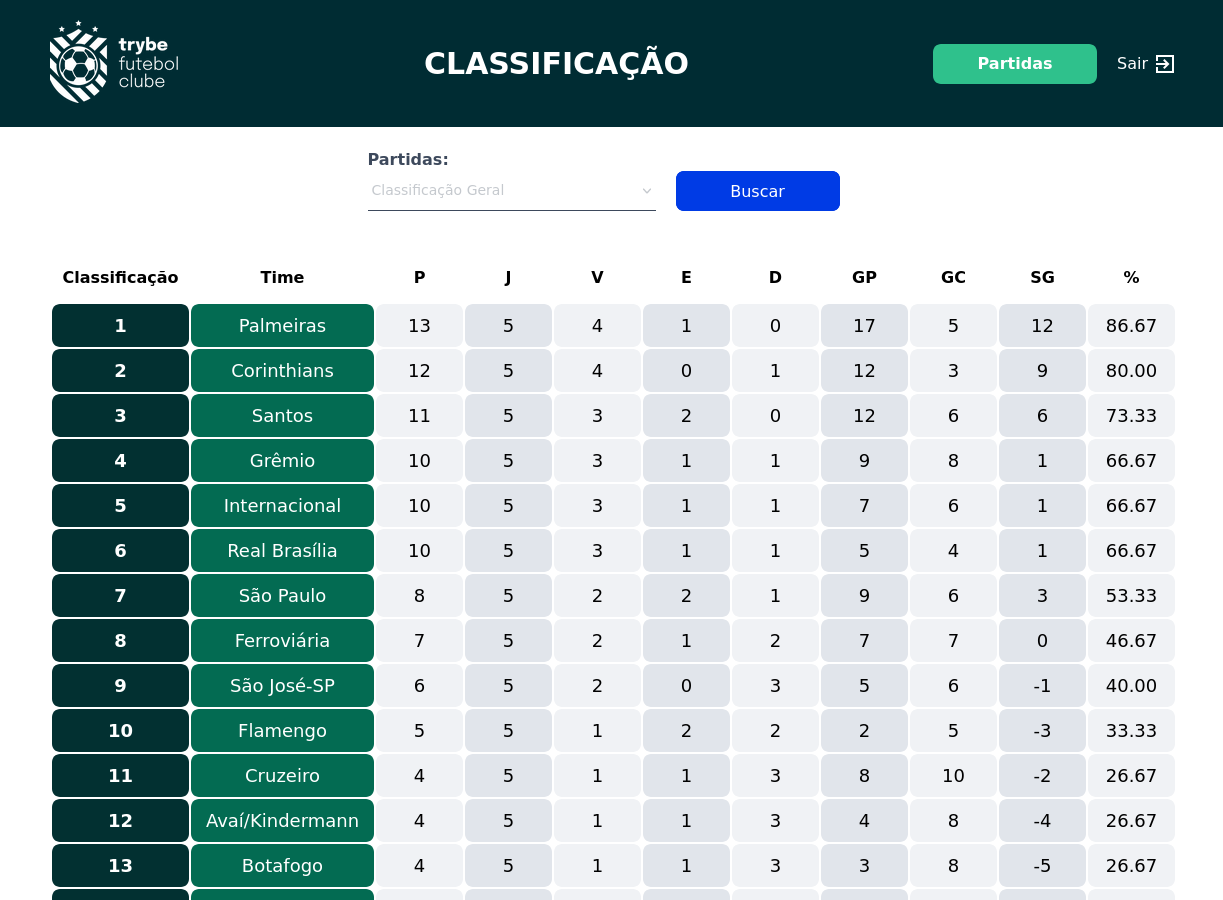 trybe
futebol
clube
CLASSIFICAÇÃO
Partidas
Sair
Partidas:
Classificação Geral
Buscar
Classificação Time P J V E D GP GC SG %
1 Palmeiras 13 5 4 1 0 17 5 12 86.67
2 Corinthians 12 5 4 0 1 12 3 9 80.00
3 Santos 11 5 3 2 0 12 6 6 73.33
4 Grêmio 10 5 3 1 1 9 8 1 66.67
5 Internacional 10 5 3 1 1 7 6 1 66.67
6 Real Brasília 10 5 3 1 1 5 4 1 66.67
7 São Paulo 8 5 2 2 1 9 6 3 53.33
8 Ferroviária 7 5 2 1 2 7 7 0 46.67
9 São José-SP 6 5 2 0 3 5 6 -1 40.00
10 Flamengo 5 5 1 2 2 2 5 -3 33.33
11 Cruzeiro 4 5 1 1 3 8 10 -2 26.67
12 Avaí/Kindermann 4 5 1 1 3 4 8 -4 26.67
13 Botafogo 4 5 1 1 3 3 8 -5 26.67